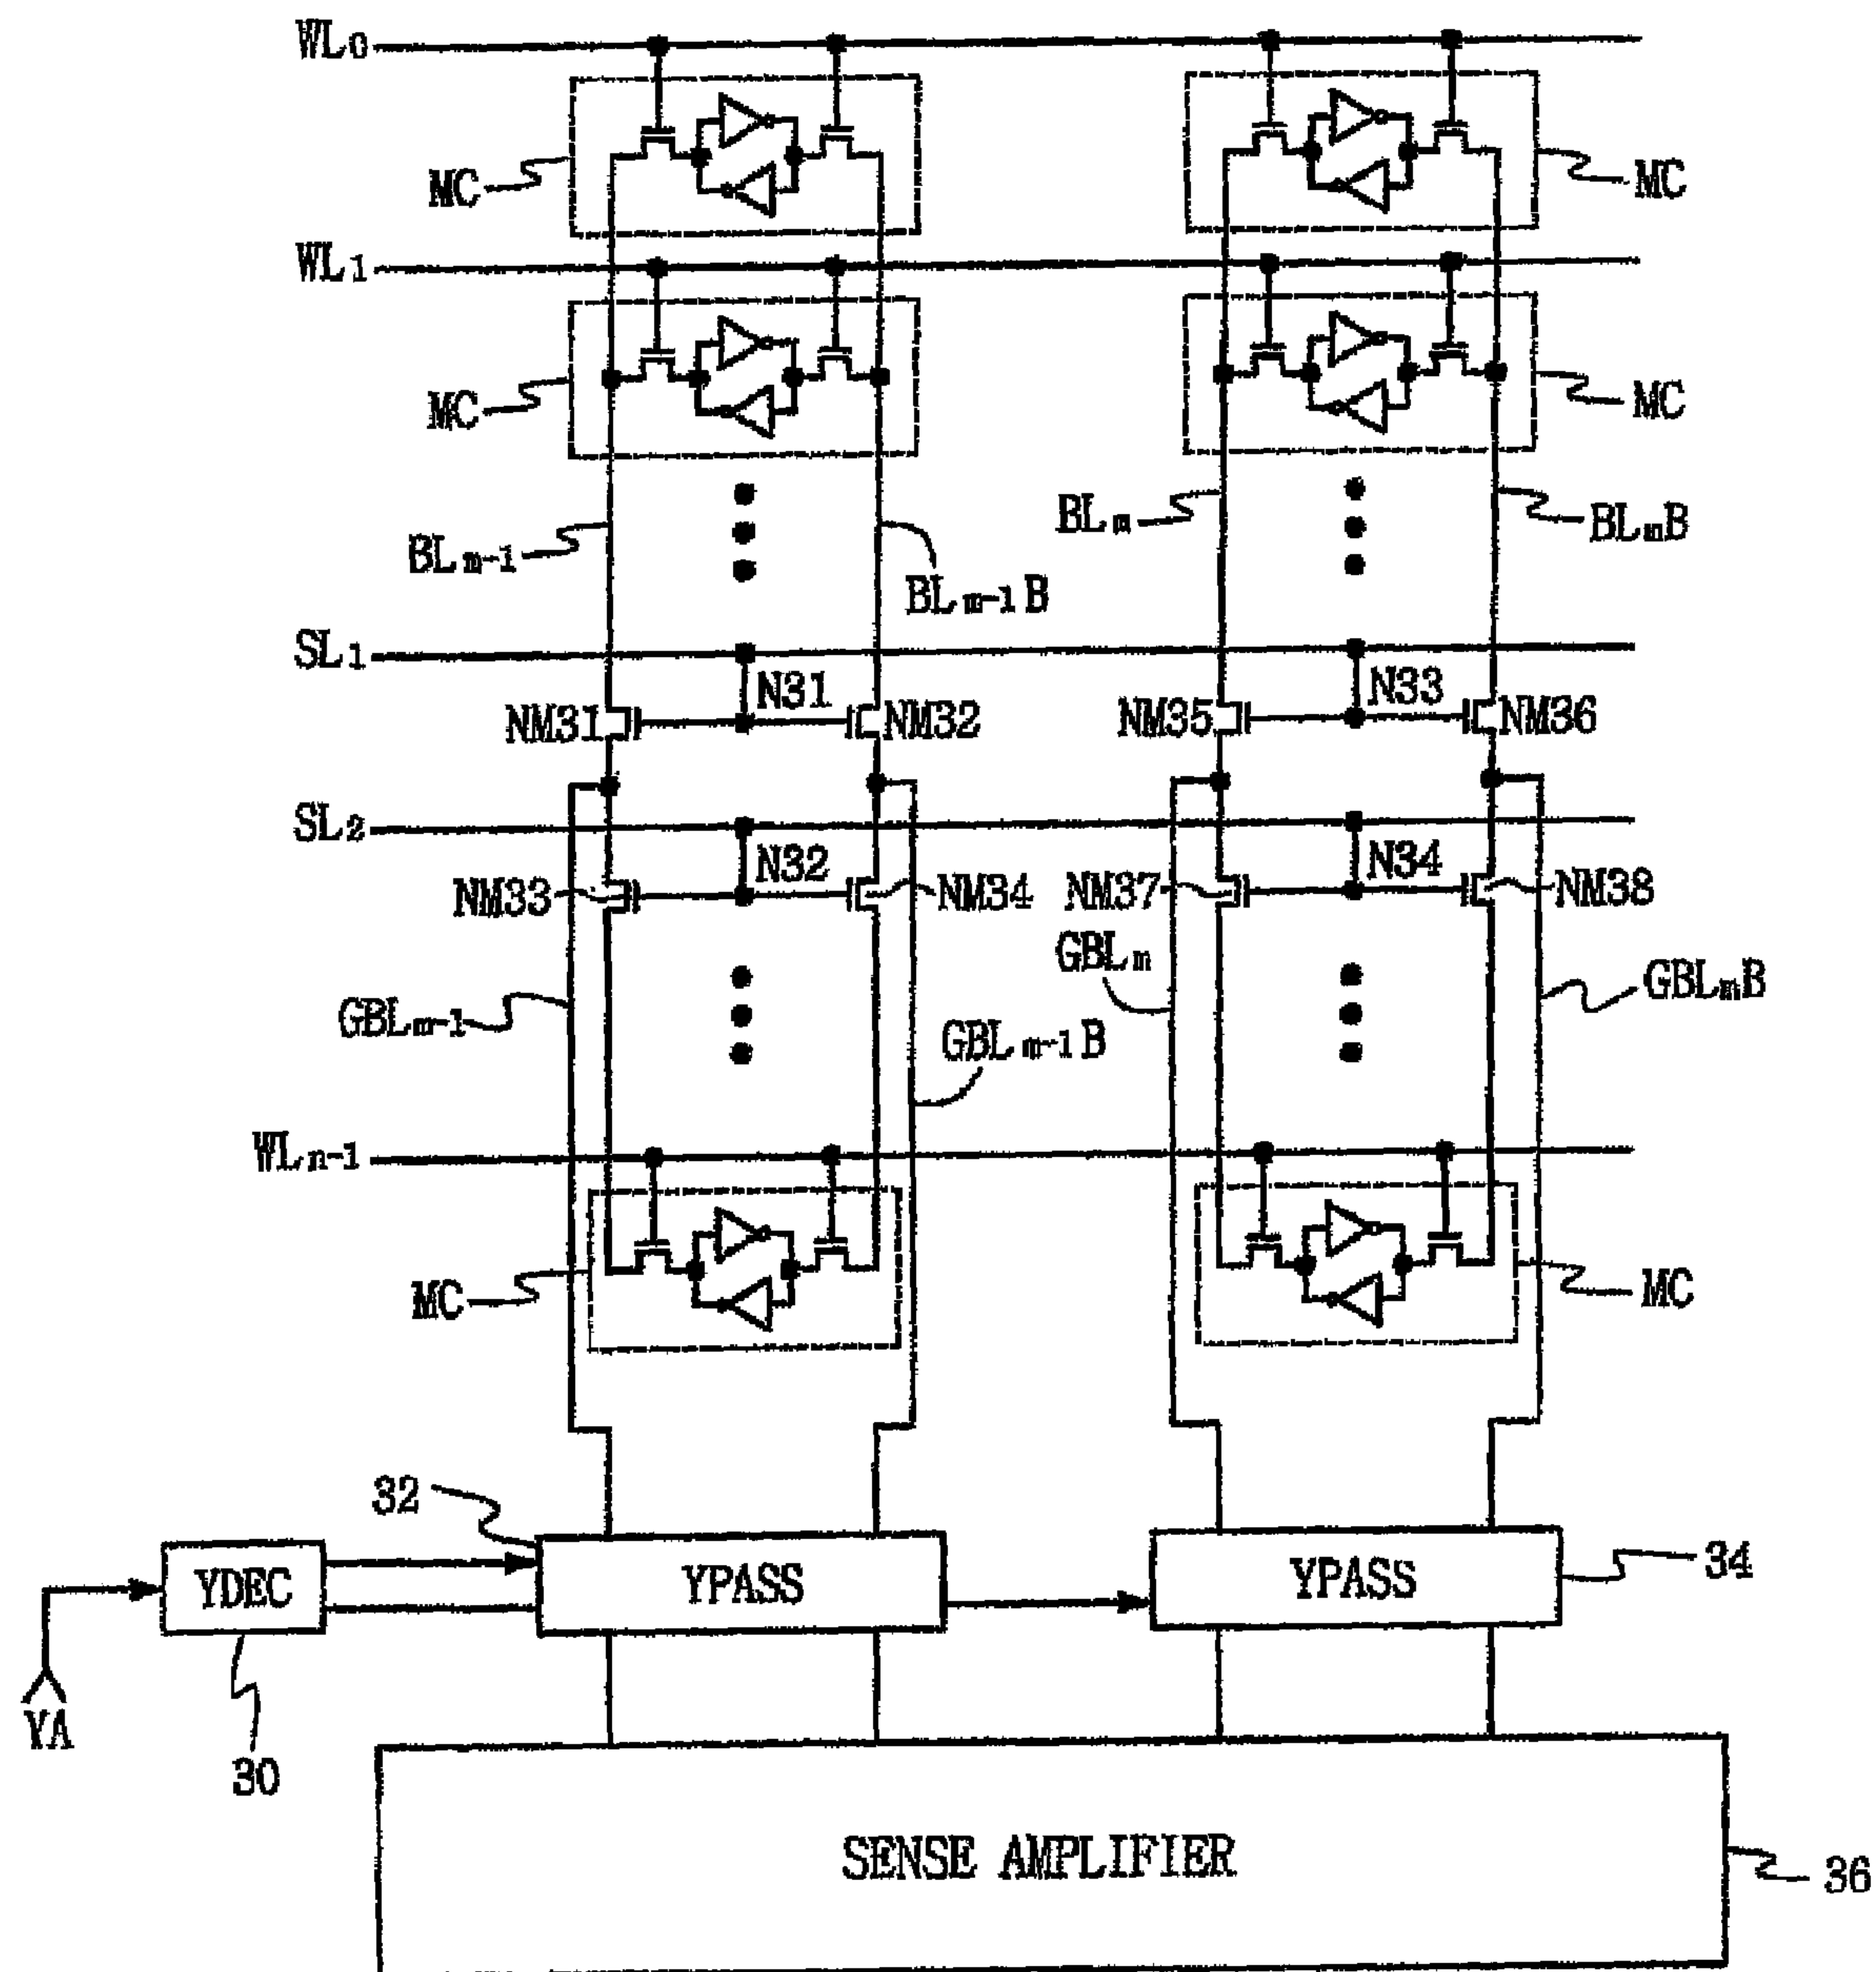 WL0
MC MC
WL1
MC MC
BLm-1 BLm-1B BLm BLmB
SL1
N31 N33
NM31 NM32 NM35 NM36
SL2
N32 N34
NM33 NM34 NM37 NM38
GBLm-1 GBLm-1B GBLm GBLmB
WLn-1
MC MC
32
YDEC YPASS YPASS 34
YA
30
SENSE AMPLIFIER 36